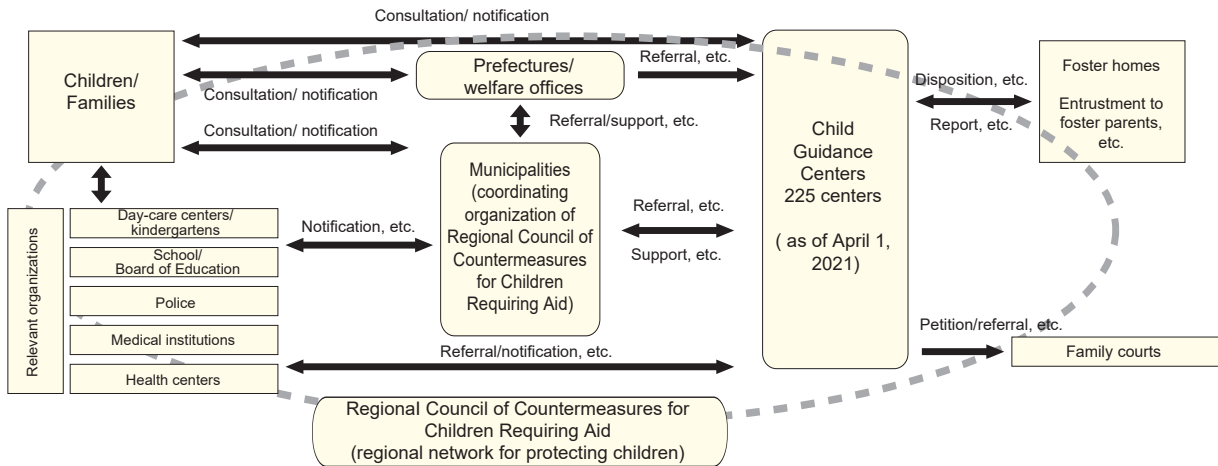 Consultation/ notification
Children/
Families
Prefectures/
welfare offices
Referral, etc.
Consultation/ notification
Referral/support, etc.
Consultation/ notification
Child
Guidance
Centers
225 centers
( as of April 1,
2021)
Disposition, etc.
Report, etc.
Foster homes
Entrustment to
foster parents,
etc.
Municipalities
(coordinating
organization of
Regional Council of
Countermeasures
for Children
Requiring Aid)
Relevant organizations
Day-care centers/
kindergartens
School/
Board of Education
Police
Medical institutions
Health centers
Notification, etc.
Referral, etc.
Support, etc.
Referral/notification, etc.
Petition/referral, etc.
Family courts
Regional Council of Countermeasures for
Children Requiring Aid
(regional network for protecting children)